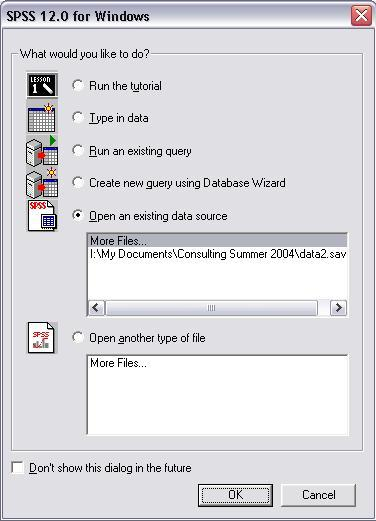 SPSS 12.0 for Windows
What would you like to do?
LESSON
1
Run the tutorial
Type in data
Run an existing query
Create new query using Database Wizard
SPSS
Open an existing data source
More Files...
I:\My Documents\Consulting Summer 2004\data2.sav
SPSS
Open another type of file
More Files...
Don't show this dialog in the future
OK
Cancel